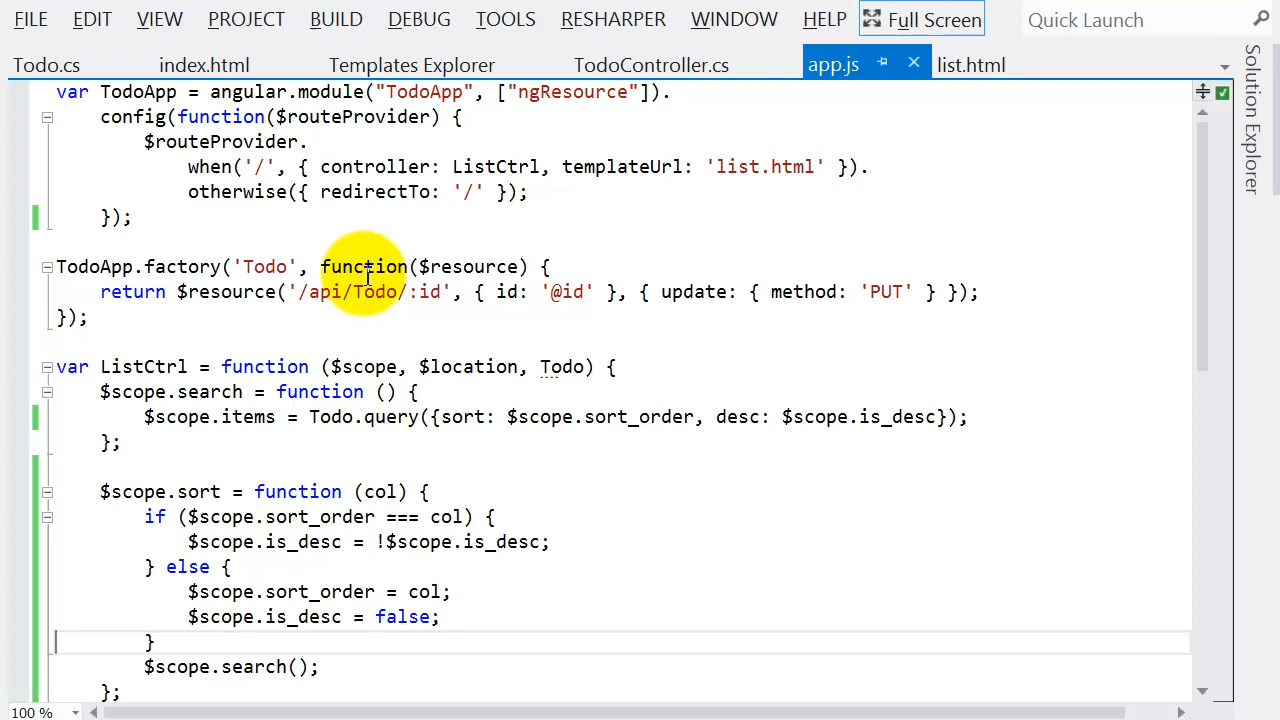 FILE EDIT VIEW PROJECT BUILD DEBUG TOOLS RESHARPER WINDOW HELP Full Screen Quick Launch
Todo.cs index.html Templates Explorer TodoController.cs app.js list.html
Solution Explorer
var TodoApp = angular.module("TodoApp", ["ngResource"]).
    config(function($routeProvider) {
        $routeProvider.
            when('/', { controller: ListCtrl, templateUrl: 'list.html' }).
            otherwise({ redirectTo: '/' });
    });
TodoApp.factory('Todo', function($resource) {
    return $resource('/api/Todo/:id', { id: '@id' }, { update: { method: 'PUT' } });
});
var ListCtrl = function ($scope, $location, Todo) {
    $scope.search = function () {
        $scope.items = Todo.query({sort: $scope.sort_order, desc: $scope.is_desc});
    };
    $scope.sort = function (col) {
        if ($scope.sort_order === col) {
            $scope.is_desc = !$scope.is_desc;
        } else {
            $scope.sort_order = col;
            $scope.is_desc = false;
        }
        $scope.search();
    };
100 %